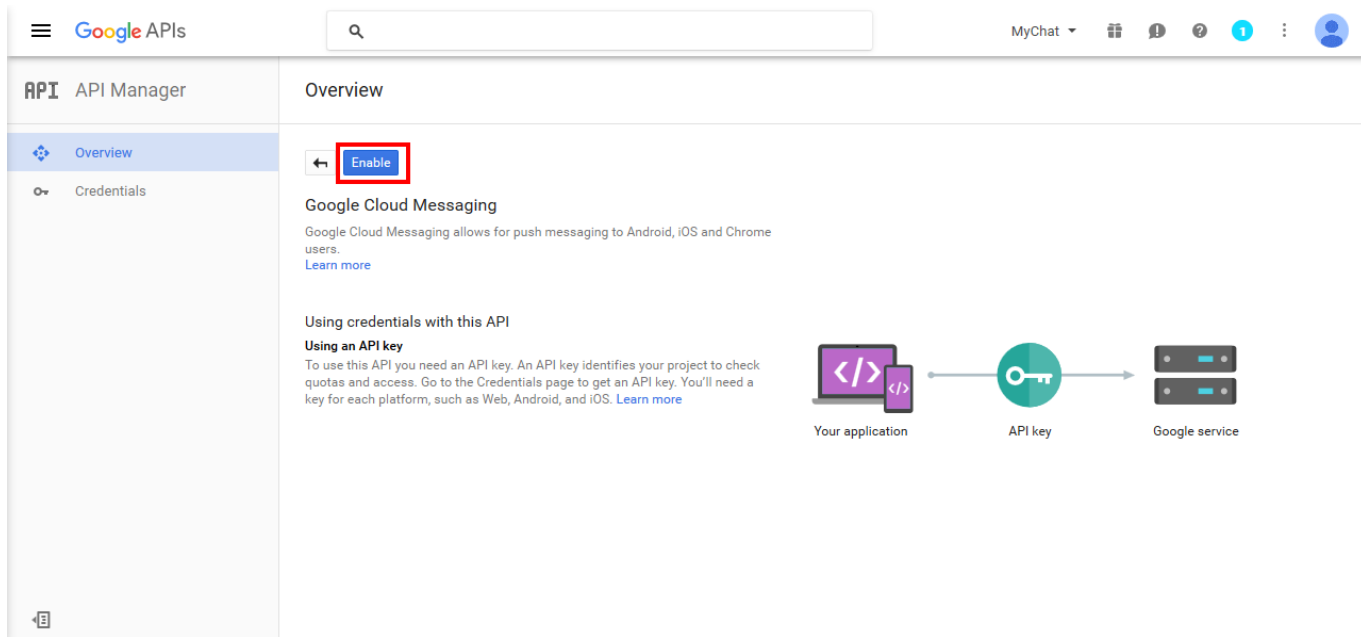 Google APIs
MyChat
1
API API Manager
Overview
Overview
Credentials
Enable
Google Cloud Messaging
Google Cloud Messaging allows for push messaging to Android, iOS and Chrome
users.
Learn more
Using credentials with this API
Using an API key
To use this API you need an API key. An API key identifies your project to check
quotas and access. Go to the Credentials page to get an API key. You'll need a
key for each platform, such as Web, Android, and iOS. Learn more
</>
</>
Your application
API key
Google service